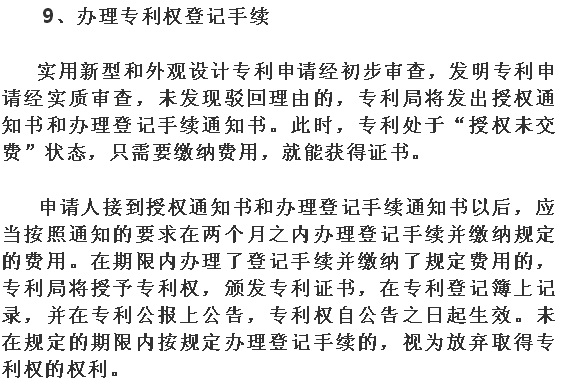 9、办理专利权登记手续
实用新型和外观设计专利申请经初步审查，发明专利申
请经实质审查，未发现驳回理由的，专利局将发出授权通
知书和办理登记手续通知书。此时，专利处于“授权未交
费”状态，只需要缴纳费用，就能获得证书。
申请人接到授权通知书和办理登记手续通知书以后，应
当按照通知的要求在两个月之内办理登记手续并缴纳规定
的费用。在期限内办理了登记手续并缴纳了规定费用的，
专利局将授予专利权，颁发专利证书，在专利登记簿上记
录，并在专利公报上公告，专利权自公告之日起生效。未
在规定的期限内按规定办理登记手续的，视为放弃取得专
利权的权利。